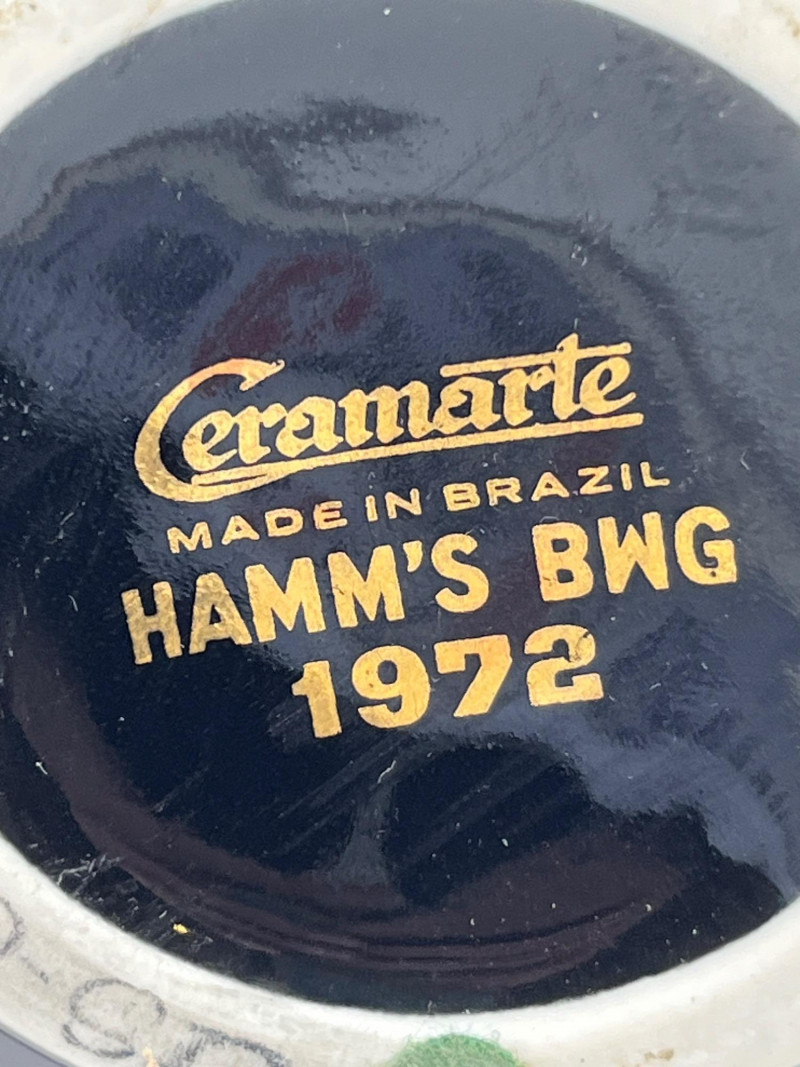 Ceramarte
MADE IN BRAZIL
HAMM'S BWG
1972